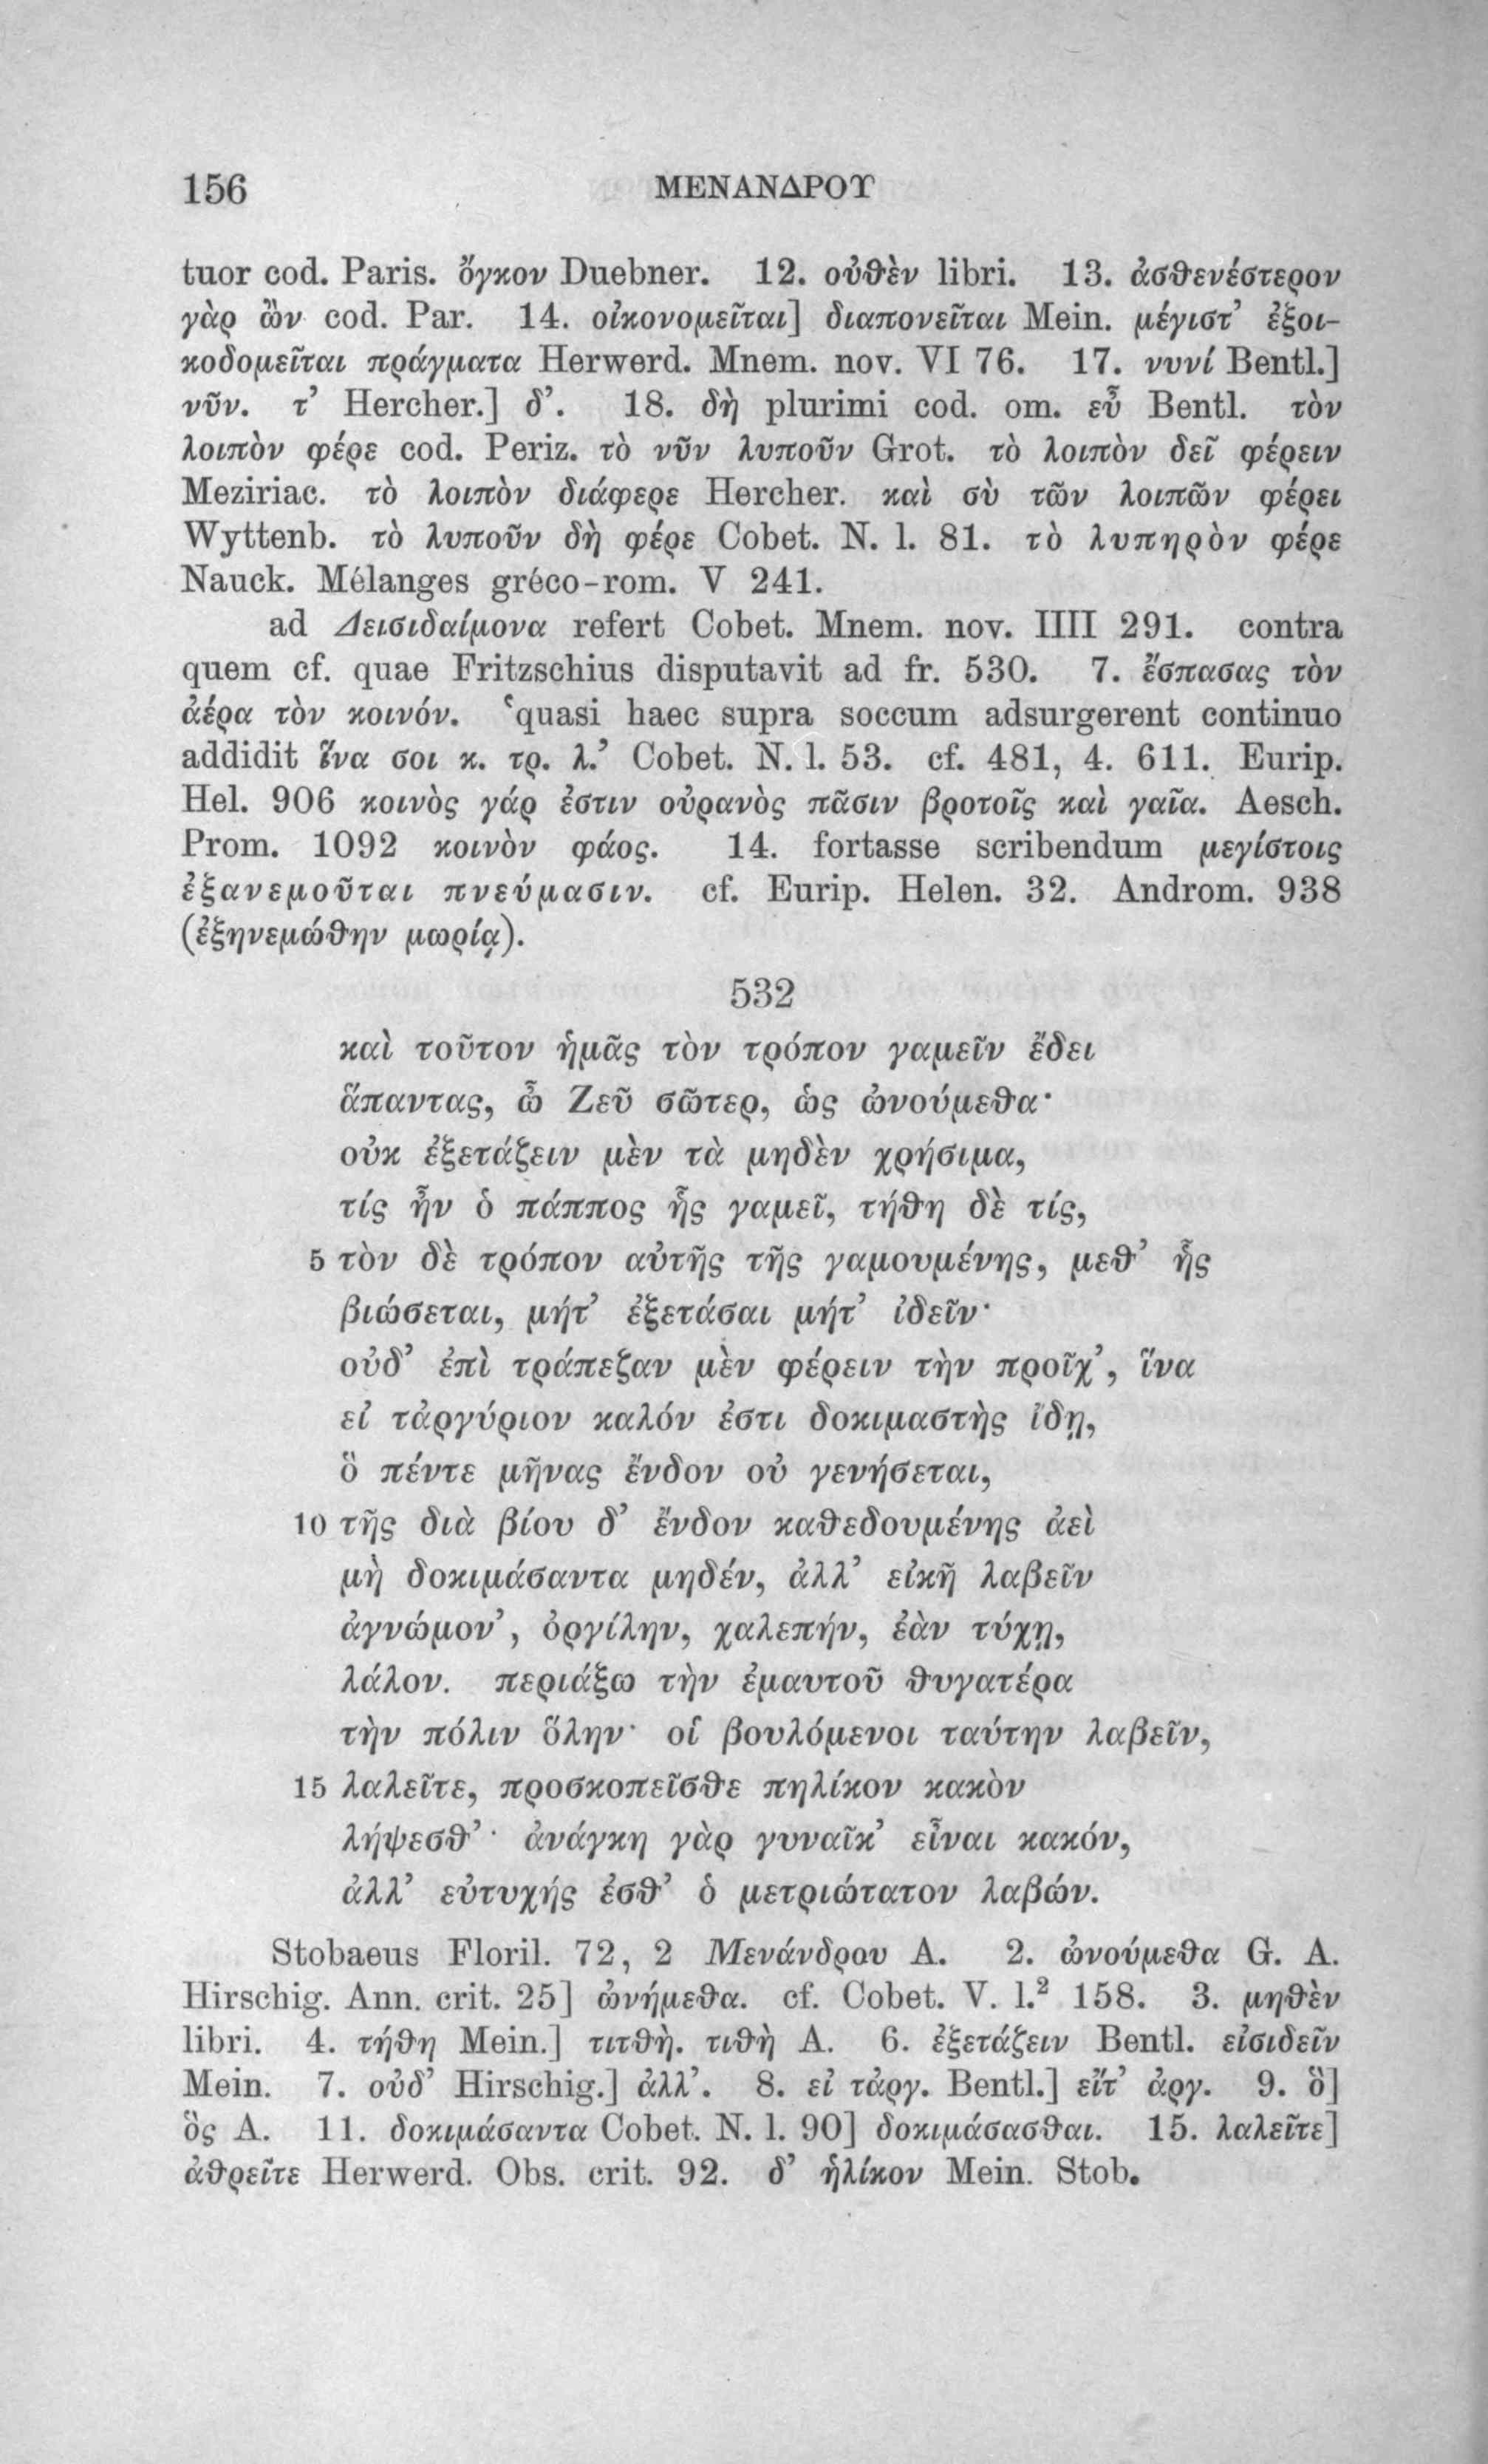 156 ΜΕΝΑΝΔΡΟΥ
tuor cod. Paris. ὄγκον Duebner. 12. οὐθὲν libri. 13. ἀσθενέστερον
γὰρ ὢν cod. Par. 14. οἰκονομεῖται] διαπονεῖται Mein. μέγιστ’ ἐξοι-
κοδομεῖται πράγματα Herwerd. Mnem. nov. VI 76. 17. νυνί Bentl.]
νῦν. τ’ Hercher.] δ’. 18. δὴ plurimi cod. om. εὖ Bentl. τὸν
λοιπὸν φέρε cod. Periz. τὸ νῦν λυποῦν Grot. τὸ λοιπὸν δεῖ φέρειν
Meziriac. τὸ λοιπὸν διάφερε Hercher. καὶ σὺ τῶν λοιπῶν φέρει
Wyttenb. τὸ λυποῦν δὴ φέρε Cobet. N. l. 81. τὸ λυπηρὸν φέρε
Nauck. Mélanges gréco-rom. V 241.
ad Δεισιδαίμονα refert Cobet. Mnem. nov. IIII 291. contra
quem cf. quae Fritzschius disputavit ad fr. 530. 7. ἔσπασας τὸν
ἀέρα τὸν κοινόν. ‘quasi haec supra soccum adsurgerent continuo
addidit ἵνα σοι κ. τρ. λ.’ Cobet. N. l. 53. cf. 481, 4. 611. Eurip.
Hel. 906 κοινὸς γάρ ἐστιν οὐρανὸς πᾶσιν βροτοῖς καὶ γαῖα. Aesch.
Prom. 1092 κοινὸν φάος. 14. fortasse scribendum μεγίστοις
ἐξανεμοῦται πνεύμασιν. cf. Eurip. Helen. 32. Androm. 938
(ἐξηνεμώθην μωρίᾳ).
532
καὶ τοῦτον ἡμᾶς τὸν τρόπον γαμεῖν ἔδει
ἅπαντας, ὦ Ζεῦ σῶτερ, ὡς ὠνούμεθα·
οὐκ ἐξετάζειν μὲν τὰ μηδὲν χρήσιμα,
τίς ἦν ὁ πάππος ἧς γαμεῖ, τήθη δὲ τίς,
5 τὸν δὲ τρόπον αὐτῆς τῆς γαμουμένης, μεθ’ ἧς
βιώσεται, μήτ’ ἐξετάσαι μήτ’ ἰδεῖν·
οὐδ’ ἐπὶ τράπεζαν μὲν φέρειν τὴν προῖχ’, ἵνα
εἰ τἀργύριον καλόν ἐστι δοκιμαστὴς ἴδῃ,
ὃ πέντε μῆνας ἔνδον οὐ γενήσεται,
10 τῆς διὰ βίου δ’ ἔνδον καθεδουμένης ἀεὶ
μὴ δοκιμάσαντα μηδέν, ἀλλ’ εἰκῆ λαβεῖν
ἀγνώμον’, ὀργίλην, χαλεπήν, ἐὰν τύχῃ,
λάλον. περιάξω τὴν ἐμαυτοῦ θυγατέρα
τὴν πόλιν ὅλην· οἱ βουλόμενοι ταύτην λαβεῖν,
15 λαλεῖτε, προσκοπεῖσθε πηλίκον κακὸν
λήψεσθ’· ἀνάγκη γὰρ γυναῖκ’ εἶναι κακόν,
ἀλλ’ εὐτυχής ἐσθ’ ὁ μετριώτατον λαβών.
Stobaeus Floril. 72, 2 Μενάνδρου A. 2. ὠνούμεθα G. A.
Hirschig. Ann. crit. 25] ὠνήμεθα. cf. Cobet. V. l.² 158. 3. μηθὲν
libri. 4. τήθη Mein.] τιτθὴ. τιθὴ A. 6. ἐξετάζειν Bentl. εἰσιδεῖν
Mein. 7. οὐδ’ Hirschig.] ἀλλ’. 8. εἰ τἀργ. Bentl.] εἴτ’ ἀργ. 9. ὃ]
ὃς A. 11. δοκιμάσαντα Cobet. N. l. 90] δοκιμάσασθαι. 15. λαλεῖτε]
ἀθρεῖτε Herwerd. Obs. crit. 92. δ’ ἡλίκον Mein. Stob.